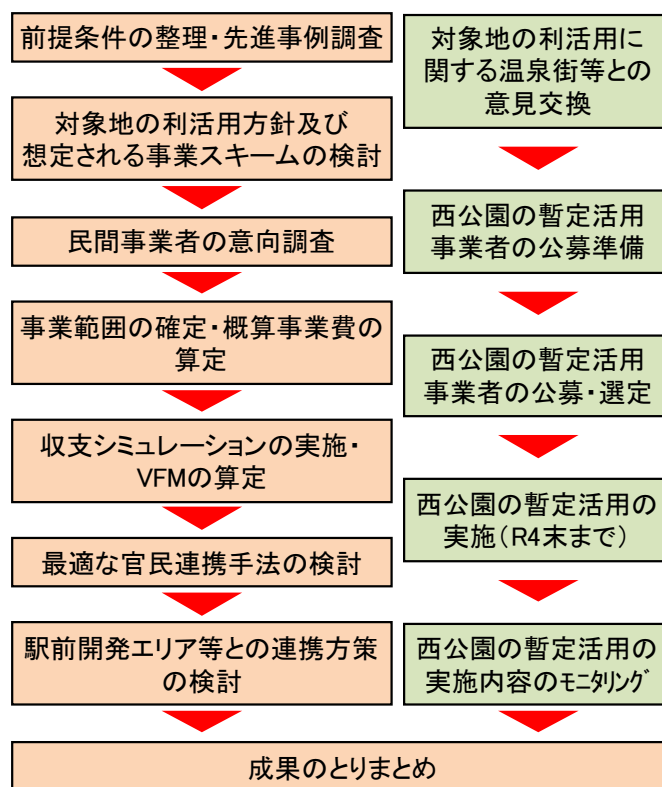 前提条件の整理・先進事例調査
対象地の利活用方針及び
想定される事業スキームの検討
民間事業者の意向調査
事業範囲の確定・概算事業費の
算定
収支シミュレーションの実施・
VFMの算定
最適な官民連携手法の検討
駅前開発エリア等との連携方策
の検討
対象地の利活用に
関する温泉街等との
意見交換
西公園の暫定活用
事業者の公募準備
西公園の暫定活用
事業者の公募・選定
西公園の暫定活用の
実施（R4末まで）
西公園の暫定活用の
実施内容のﾓﾆﾀﾘﾝｸﾞ
成果のとりまとめ